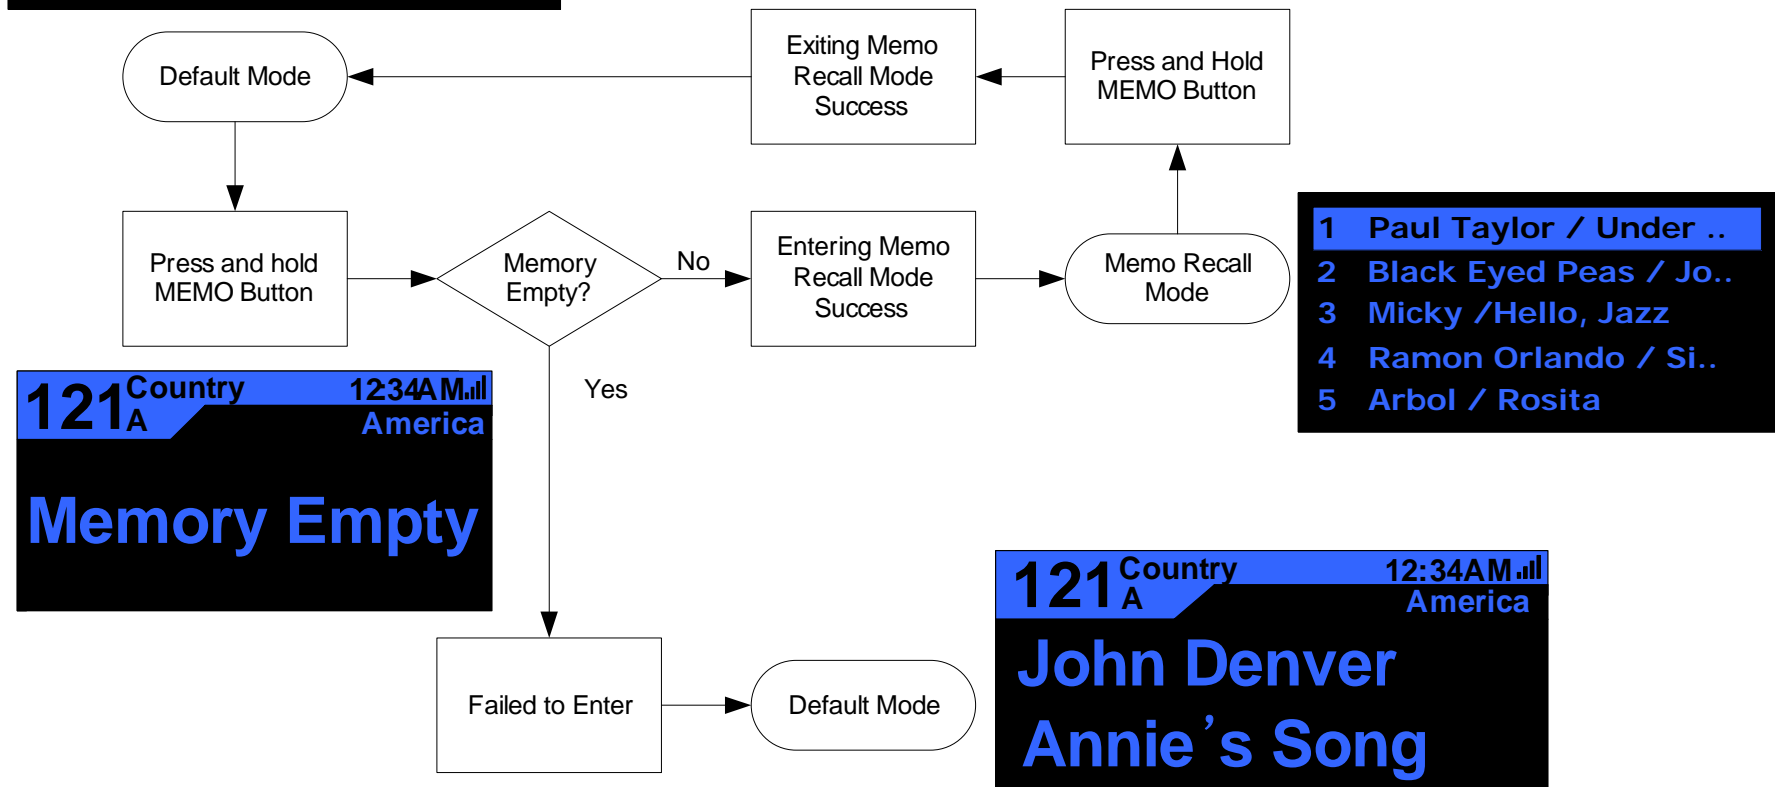 Default Mode
Exiting Memo
Recall Mode
Success
Press and Hold
MEMO Button
Press and hold
MEMO Button
Memory
Empty?
No
Entering Memo
Recall Mode
Success
Memo Recall
Mode
1 Paul Taylor / Under ..
2 Black Eyed Peas / Jo..
3 Micky /Hello, Jazz
4 Ramon Orlando / Si..
5 Arbol / Rosita
Yes
121 Country 12:34AM
A America
Memory Empty
Failed to Enter
Default Mode
121 Country 12:34AM
A America
John Denver
Annie's Song